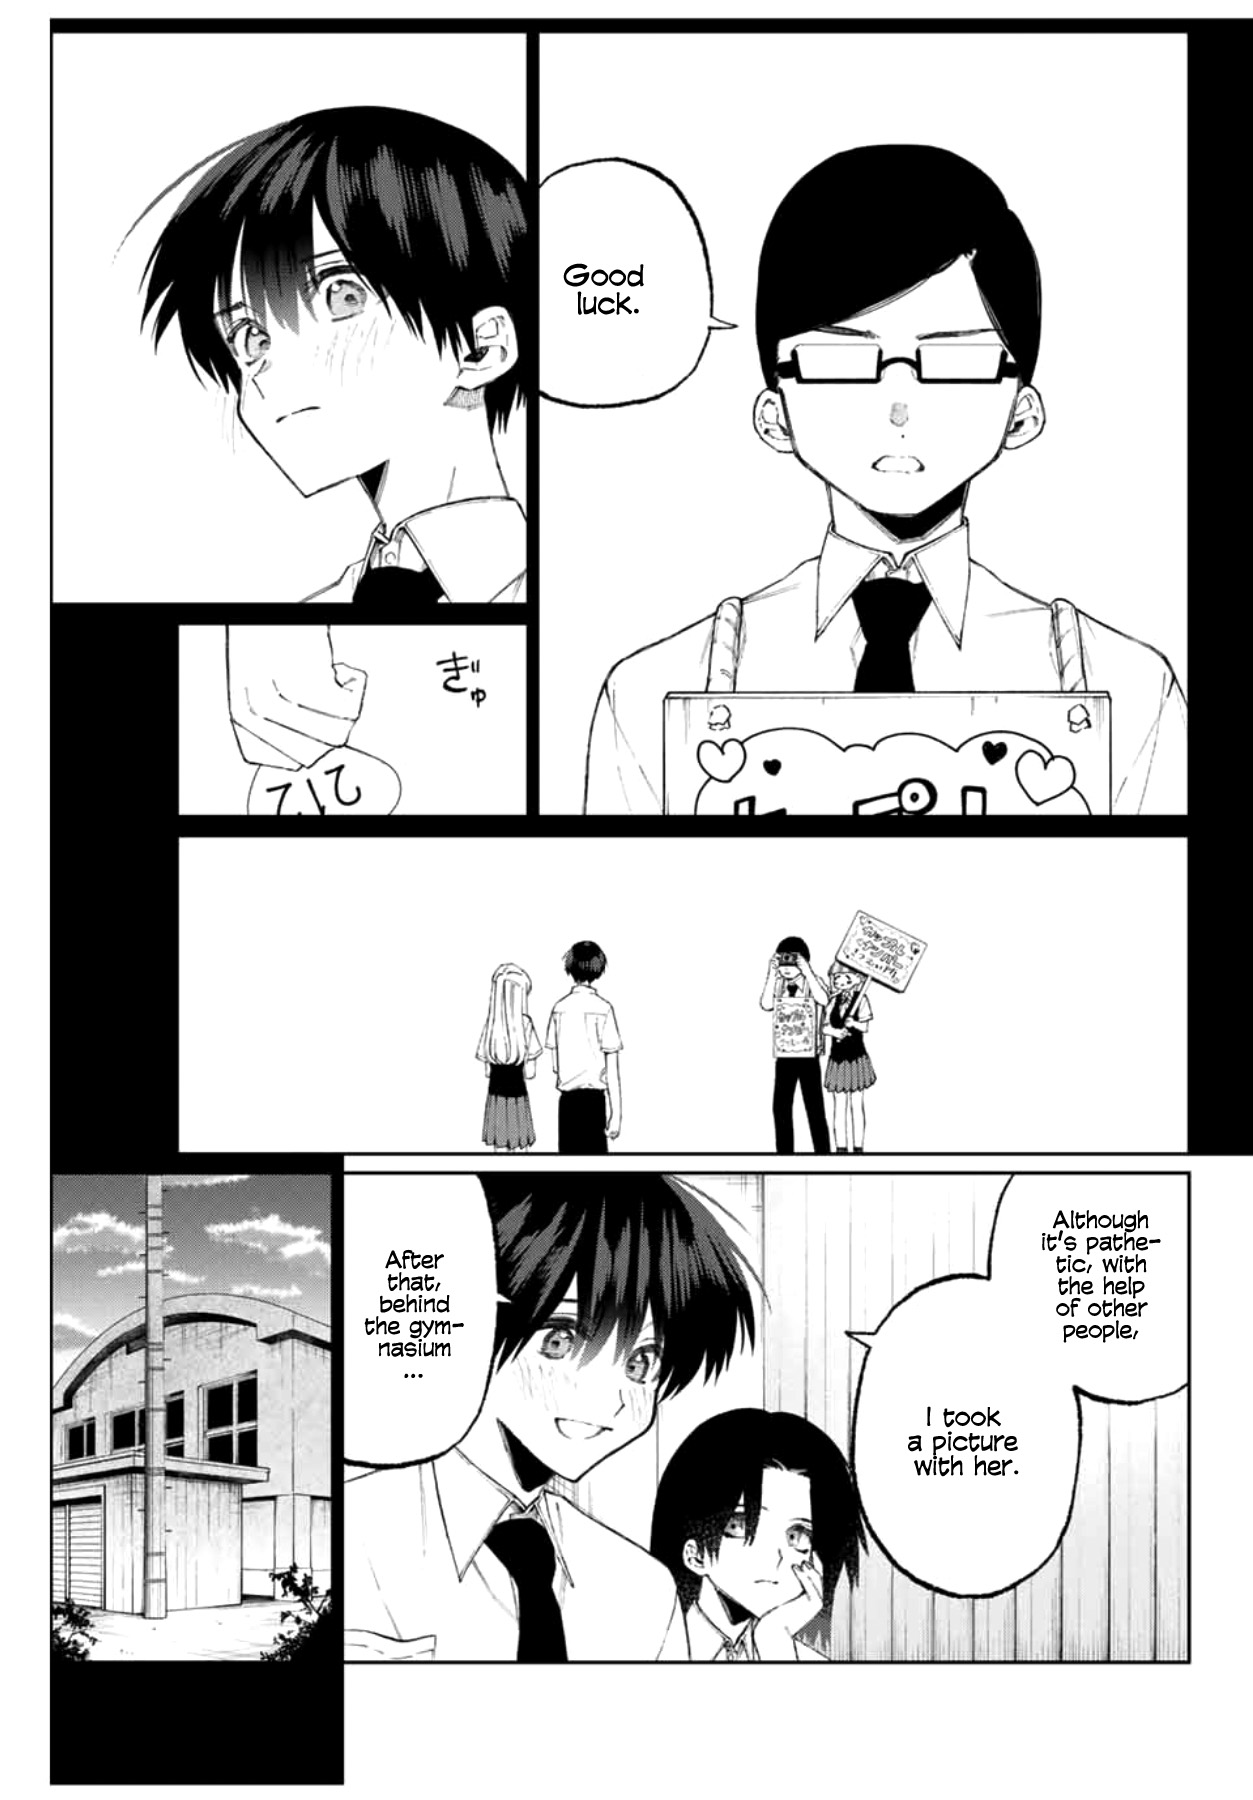 Good
luck.
ぎゅ
212
Although
it's pathe-
tic, with
the help
of other
people,
I took
a picture
with her.
After
that,
behind
the gym-
nasium
...